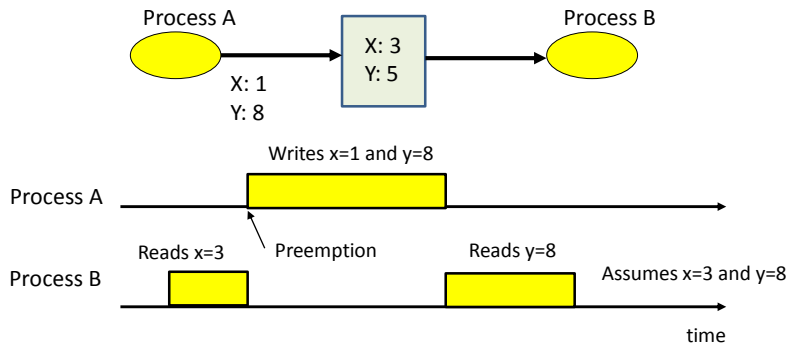 Process A
Process B
X: 3
Y: 5
X: 1
Y: 8
Writes x=1 and y=8
Process A
Preemption
Reads x=3
Reads y=8
Process B
Assumes x=3 and y=8
time